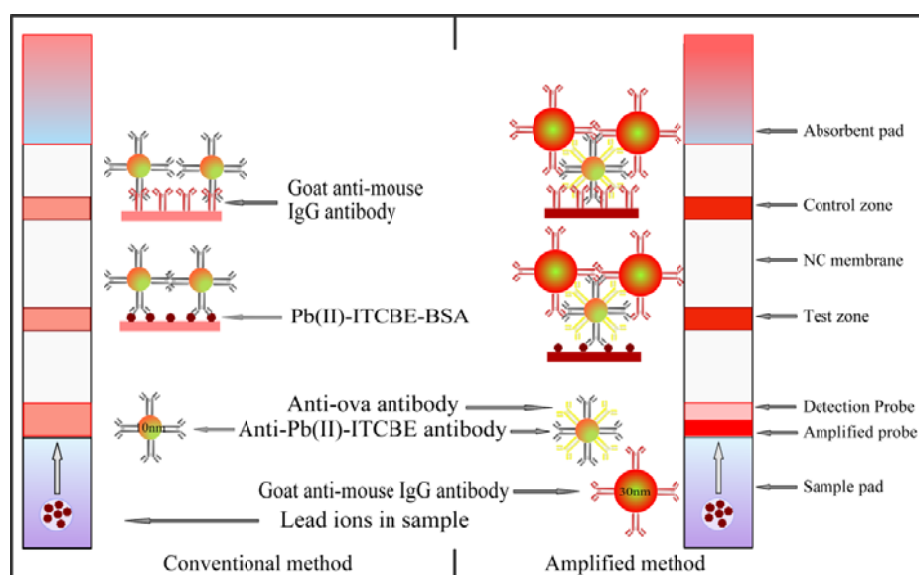 Goat anti-mouse
IgG antibody
Pb(II)-ITCBE-BSA
Anti-ova antibody
Anti-Pb(II)-ITCBE antibody
Goat anti-mouse IgG antibody
Lead ions in sample
30nm
Absorbent pad
Control zone
NC membrane
Test zone
Detection Probe
Amplified probe
Sample pad
Conventional method
Amplified method